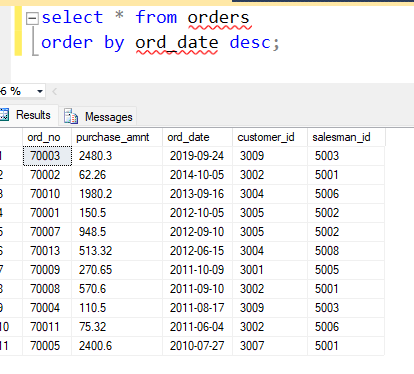 select * from orders
order by ord_date desc;
6 %
Results Messages
ord_no purchase_amnt ord_date customer_id salesman_id
1 70003 2480.3 2019-09-24 3009 5003
2 70002 62.26 2014-10-05 3002 5001
3 70010 1980.2 2013-09-16 3004 5006
4 70001 150.5 2012-10-05 3005 5002
5 70007 948.5 2012-09-10 3005 5002
6 70013 513.32 2012-06-15 3004 5008
7 70009 270.65 2011-10-09 3001 5005
8 70008 570.6 2011-09-10 3002 5001
9 70004 110.5 2011-08-17 3009 5003
10 70011 75.32 2011-06-04 3002 5006
11 70005 2400.6 2010-07-27 3007 5001